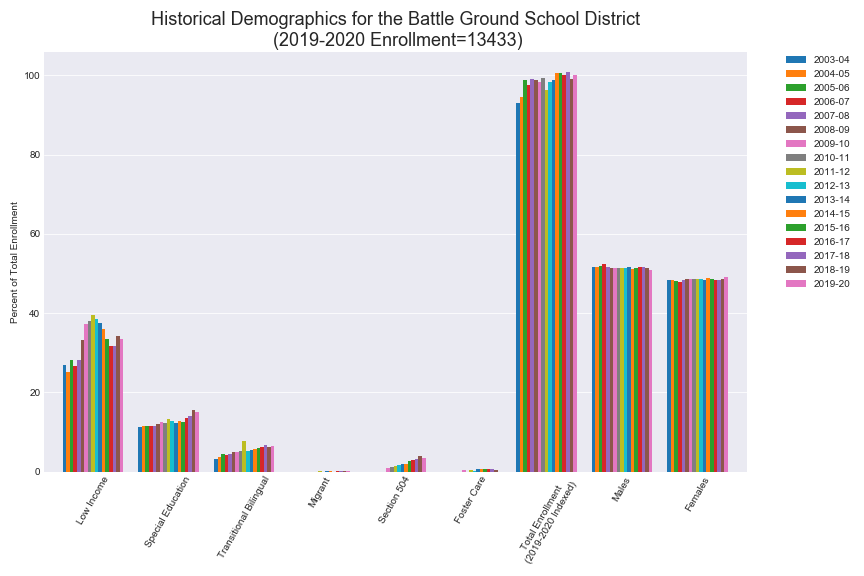 Historical Demographics for the Battle Ground School District
(2019-2020 Enrollment=13433)
Percent of Total Enrollment
100
80
60
40
20
0
Low Income
Special Education
Transitional Bilingual
Migrant
Section 504
Foster Care
Total Enrollment
(2019-2020 Indexed)
Males
Females
2003-04
2004-05
2005-06
2006-07
2007-08
2008-09
2009-10
2010-11
2011-12
2012-13
2013-14
2014-15
2015-16
2016-17
2017-18
2018-19
2019-20